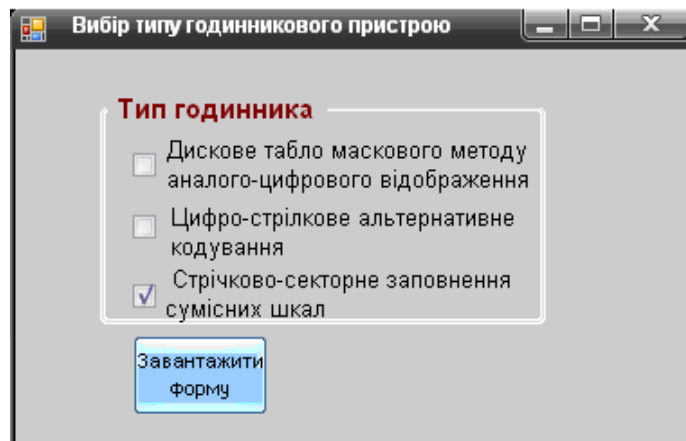 Вибір типу годинникового пристрою
Тип годинника
Дискове табло маскового методу
аналого-цифрового відображення
Цифро-стрілкове альтернативне
кодування
Стрічково-секторне заповнення
сумісних шкал
Завантажити
форму